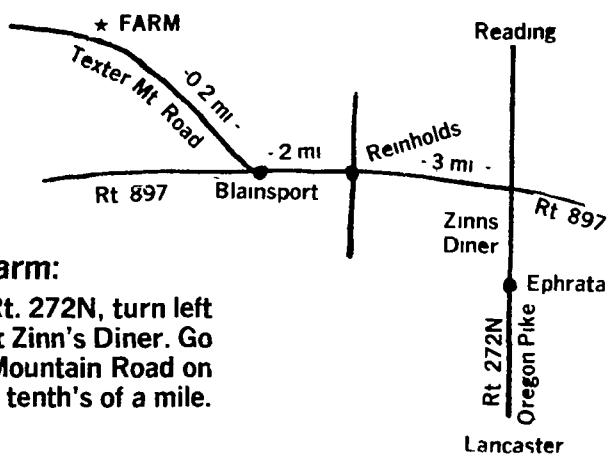 ★ FARM
Reading
Texter Mt Road
-0 2 mi -
- 2 mi
Reinholds
- 3 mi -
Rt 897
Blainsport
Rt 897
Zinns
Diner
Ephrata
Rt 272N
Oregon Pike
Lancaster
arm:
Rt. 272N, turn left
t Zinn's Diner. Go
Mountain Road on
tenth's of a mile.